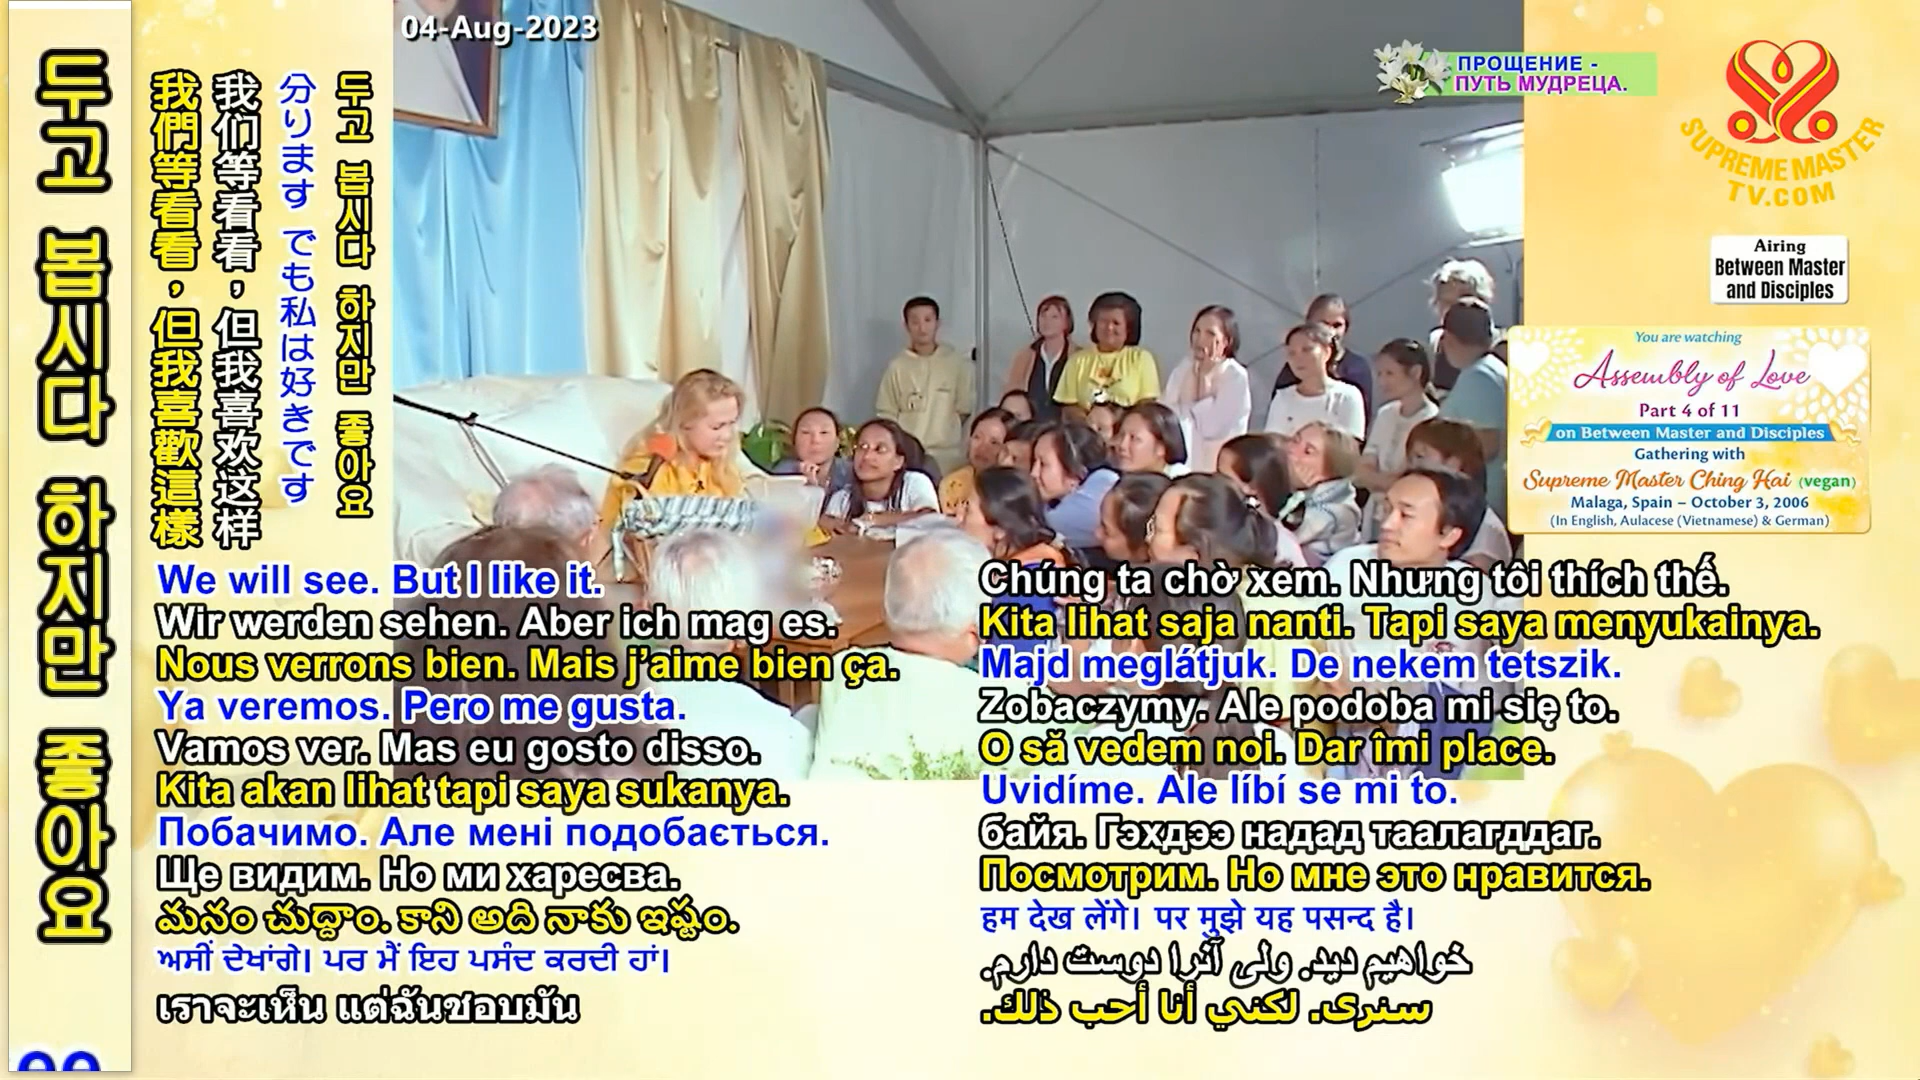 두고 봅시다 하지만 좋아요
我們等看看，但我喜歡這樣
我们等看看，但我喜欢这样
分ります でも私は好きです
두고 봅시다 하지만 좋아요
04-Aug-2023
ПРОЩЕНИЕ -
ПУТЬ МУДРЕЦА.
SUPREME MASTER
TV.COM
Airing
Between Master
and Disciples
You are watching
Assembly of Love
Part 4 of 11
on Between Master and Disciples
Gathering with
Supreme Master Ching Hai (vegan)
Malaga, Spain – October 3, 2006
(In English, Aulacese (Vietnamese) & German)
We will see. But I like it.
Wir werden sehen. Aber ich mag es.
Nous verrons bien. Mais j’aime bien ça.
Ya veremos. Pero me gusta.
Vamos ver. Mas eu gosto disso.
Kita akan lihat tapi saya sukanya.
Побачимо. Але мені подобається.
Ще видим. Но ми харесва.
మనం చుద్దాం. కాని అది నాకు ఇష్టం.
ਅਸੀਂ ਦੇਖਾਂਗੇ। ਪਰ ਮੈਂ ਇਹ ਪਸੰਦ ਕਰਦੀ ਹਾਂ।
เราจะเห็น แต่ฉันชอบมัน
Chúng ta chờ xem. Nhưng tôi thích thế.
Kita lihat saja nanti. Tapi saya menyukainya.
Majd meglátjuk. De nekem tetszik.
Zobaczymy. Ale podoba mi się to.
O să vedem noi. Dar îmi place.
Uvidíme. Ale líbí se mi to.
байя. Гэхдээ надад таалагддаг.
Посмотрим. Но мне это нравится.
हम देख लेंगे। पर मुझे यह पसन्द है।
خواهیم دید. ولی آنرا دوست دارم.
سنرى. لكنني أنا أحب ذلك.